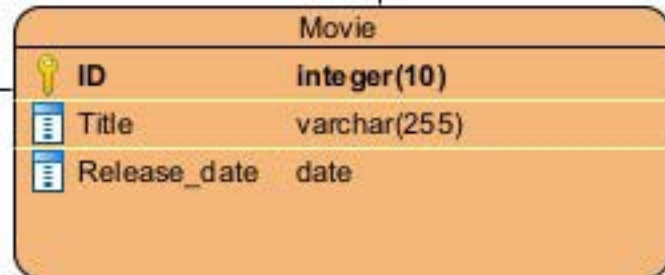 Movie
ID integer(10)
Title varchar(255)
Release_date date